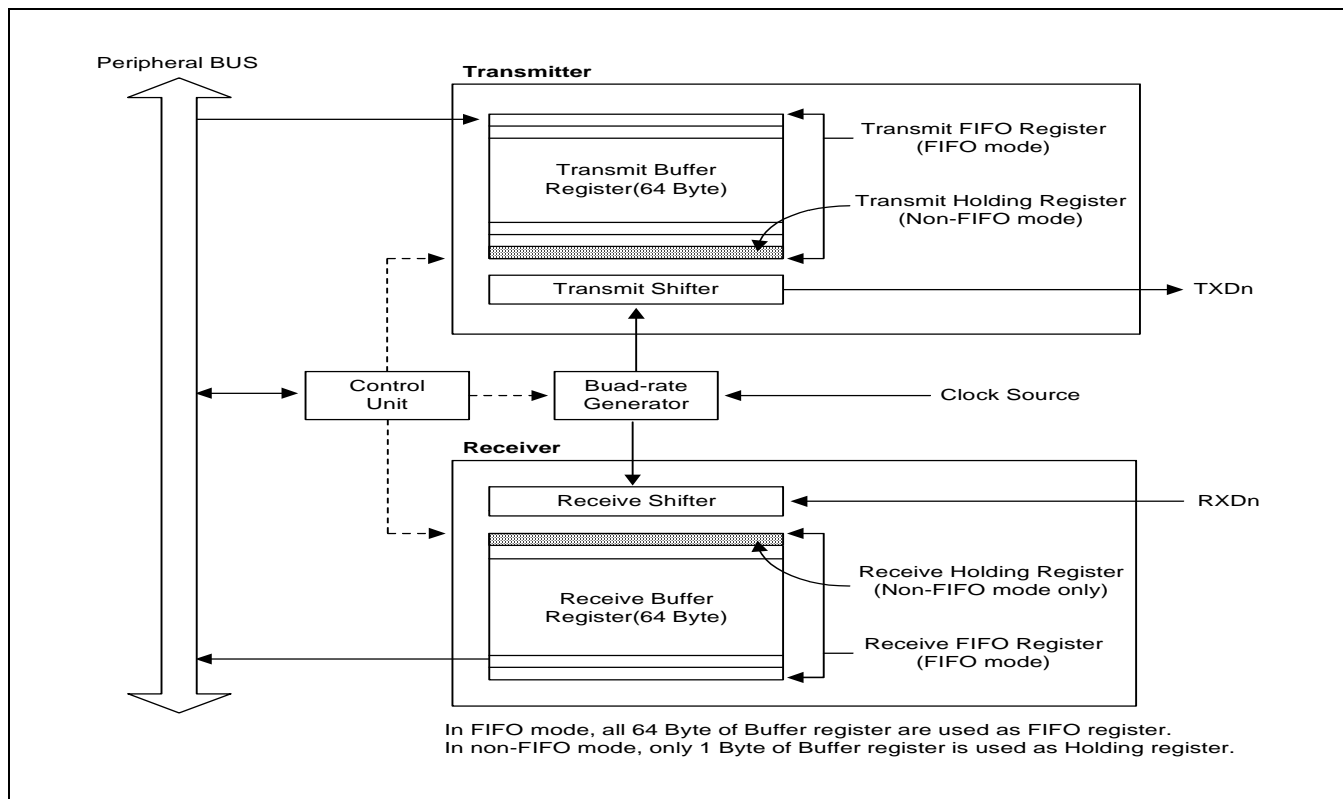 Peripheral BUS
Transmitter
Transmit Buffer
Register(64 Byte)
Transmit FIFO Register
(FIFO mode)
Transmit Holding Register
(Non-FIFO mode)
Transmit Shifter
TXDn
Control
Unit
Buad-rate
Generator
Clock Source
Receiver
Receive Shifter
RXDn
Receive Buffer
Register(64 Byte)
Receive Holding Register
(Non-FIFO mode only)
Receive FIFO Register
(FIFO mode)
In FIFO mode, all 64 Byte of Buffer register are used as FIFO register.
In non-FIFO mode, only 1 Byte of Buffer register is used as Holding register.